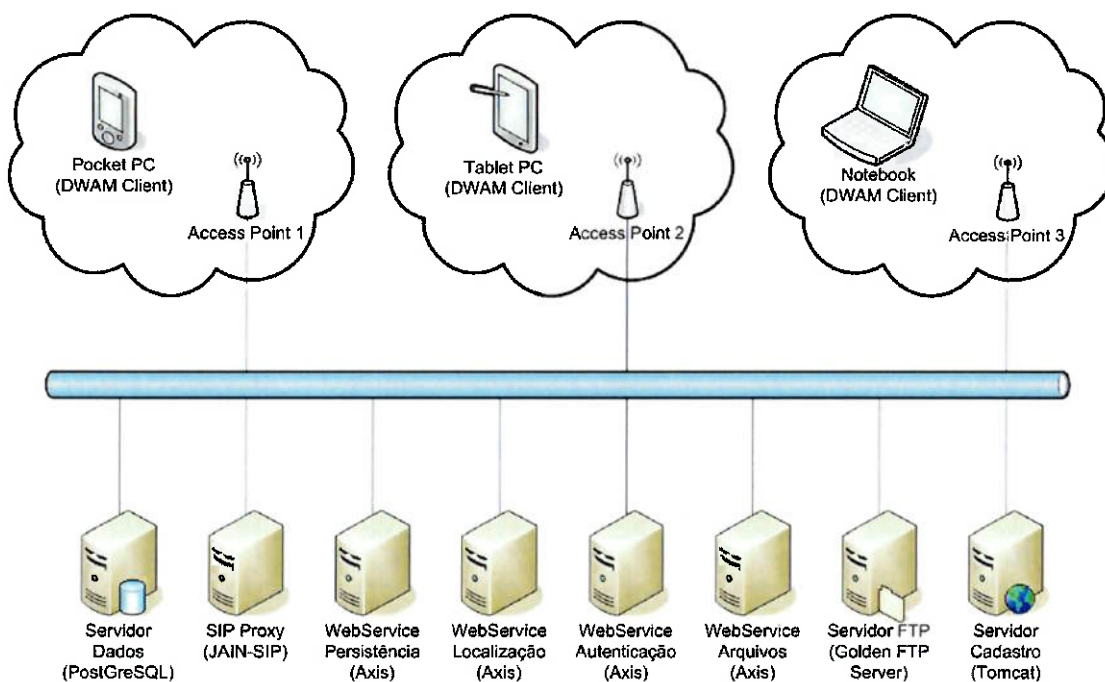 Pocket PC
(DWAM Client)
Access Point 1
Tablet PC
(DWAM Client)
Access Point 2
Notebook
(DWAM Client)
Access Point 3
Servidor
Dados
(PostGreSQL)
SIP Proxy
(JAIN-SIP)
WebService
Persistência
(Axis)
WebService
Localização
(Axis)
WebService
Autenticação
(Axis)
WebService
Arquivos
(Axis)
Servidor FTP
(Golden FTP
Server)
Servidor
Cadastro
(Tomcat)